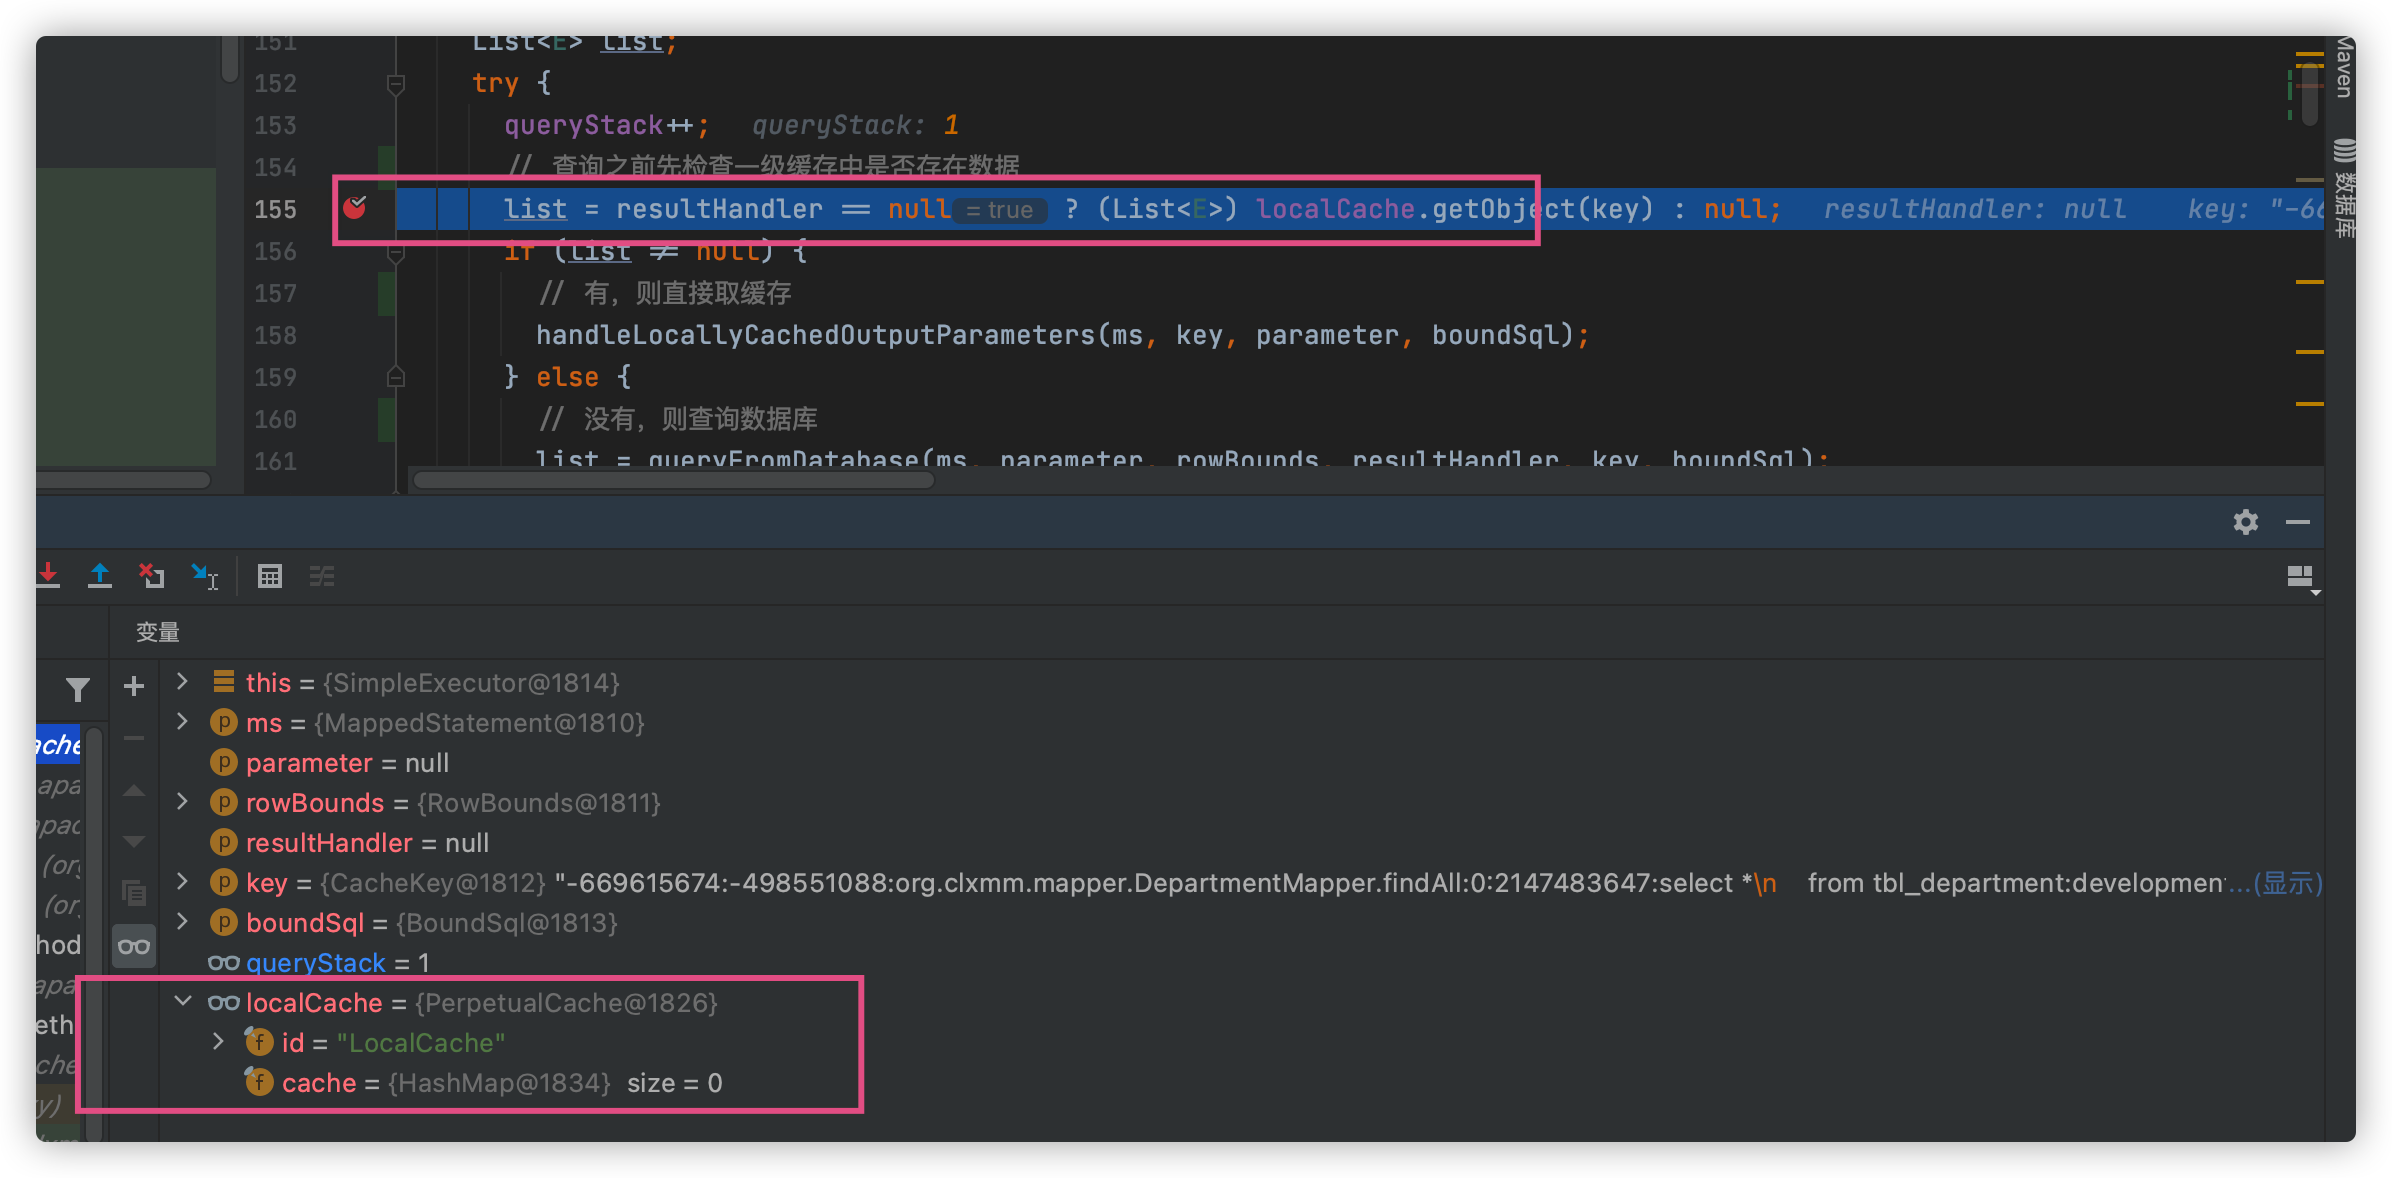 151 List<E> list;
152 try {
153 queryStack++; queryStack: 1
154 // 查询之前先检查一级缓存中是否存在数据
155 list = resultHandler == null = true ? (List<E>) localCache.getObject(key) : null; resultHandler: null key: "-66
156 if (list != null) {
157 // 有，则直接取缓存
158 handleLocallyCachedOutputParameters(ms, key, parameter, boundSql);
159 } else {
160 // 没有，则查询数据库
161 list = queryFromDatabase(ms, parameter, rowBounds, resultHandler, key, boundSql);
Maven
数据库
变量
this = {SimpleExecutor@1814}
ms = {MappedStatement@1810}
parameter = null
rowBounds = {RowBounds@1811}
resultHandler = null
key = {CacheKey@1812} "-669615674:-498551088:org.clxmm.mapper.DepartmentMapper.findAll:0:2147483647:select *\n from tbl_department:developmen…(显示)
boundSql = {BoundSql@1813}
queryStack = 1
localCache = {PerpetualCache@1826}
id = "LocalCache"
cache = {HashMap@1834} size = 0
ache
apa
apac
(org
(org
hod
apa
eth
che
y)